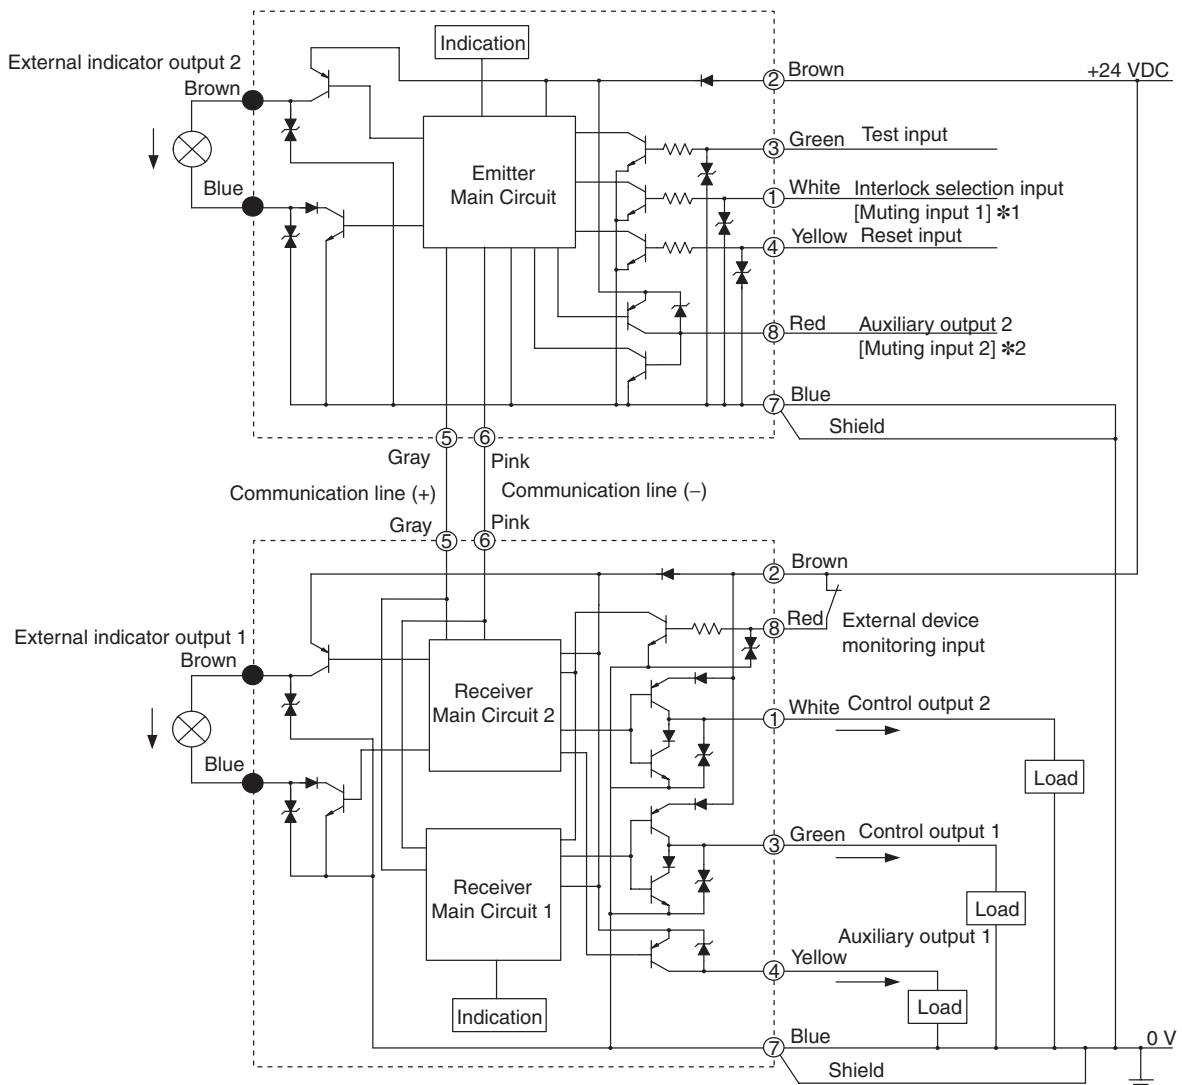 Indication
External indicator output 2
② Brown
+24 VDC
Brown
③ Green Test input
Emitter
Main Circuit
Blue
① White Interlock selection input
[Muting input 1] ✻1
④ Yellow Reset input
⑧ Red Auxiliary output 2
[Muting input 2] ✻2
⑦ Blue
Shield
⑤ ⑥
Gray Pink
Communication line (+) Communication line (−)
Gray Pink
⑤ ⑥
② Brown
⑧ Red External device
monitoring input
External indicator output 1
Brown
Receiver
Main Circuit 2
① White Control output 2
Blue
Load
③ Green Control output 1
Receiver
Main Circuit 1
Load
Auxiliary output 1
④ Yellow
Load
Indication
⑦ Blue
0 V
Shield